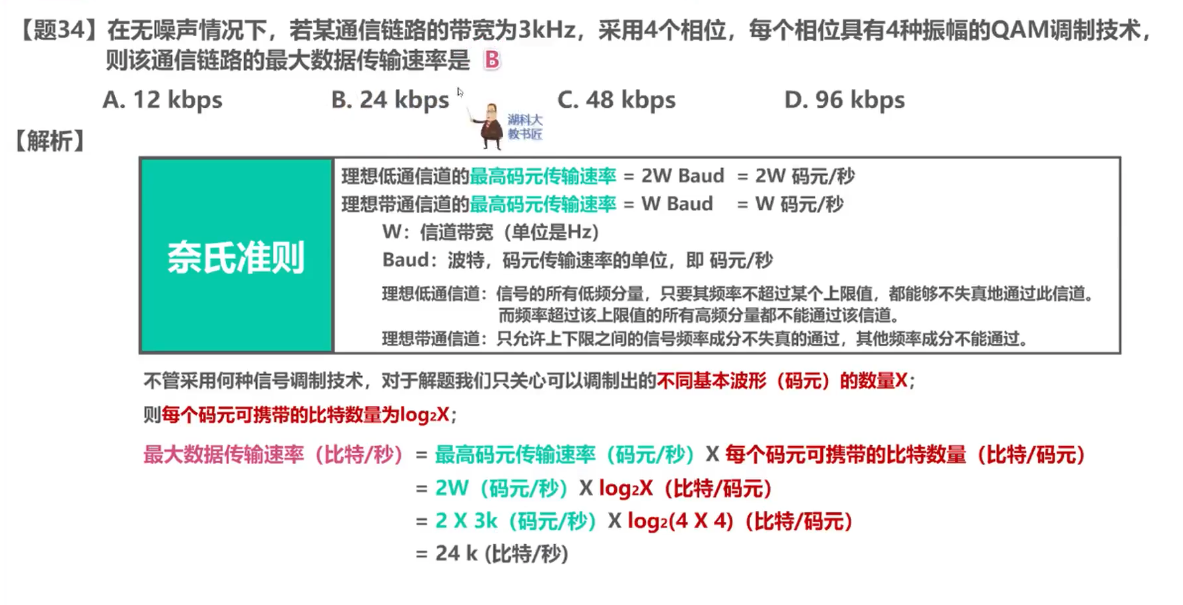 【题34】在无噪声情况下，若某通信链路的带宽为3kHz，采用4个相位，每个相位具有4种振幅的QAM调制技术，
则该通信链路的最大数据传输速率是 B
A. 12 kbps B. 24 kbps C. 48 kbps D. 96 kbps
湖科大
教书匠
【解析】
奈氏准则
理想低通信道的最高码元传输速率 = 2W Baud = 2W 码元/秒
理想带通信道的最高码元传输速率 = W Baud = W 码元/秒
W：信道带宽（单位是Hz）
Baud：波特，码元传输速率的单位，即 码元/秒
理想低通信道：信号的所有低频分量，只要其频率不超过某个上限值，都能够不失真地通过此信道。
而频率超过该上限值的所有高频分量都不能通过该信道。
理想带通信道：只允许上下限之间的信号频率成分不失真的通过，其他频率成分不能通过。
不管采用何种信号调制技术，对于解题我们只关心可以调制出的不同基本波形（码元）的数量X；
则每个码元可携带的比特数量为log₂X；
最大数据传输速率（比特/秒） = 最高码元传输速率（码元/秒） X 每个码元可携带的比特数量（比特/码元）
= 2W（码元/秒） X log₂X（比特/码元）
= 2 X 3k（码元/秒） X log₂(4 X 4)（比特/码元）
= 24 k (比特/秒)